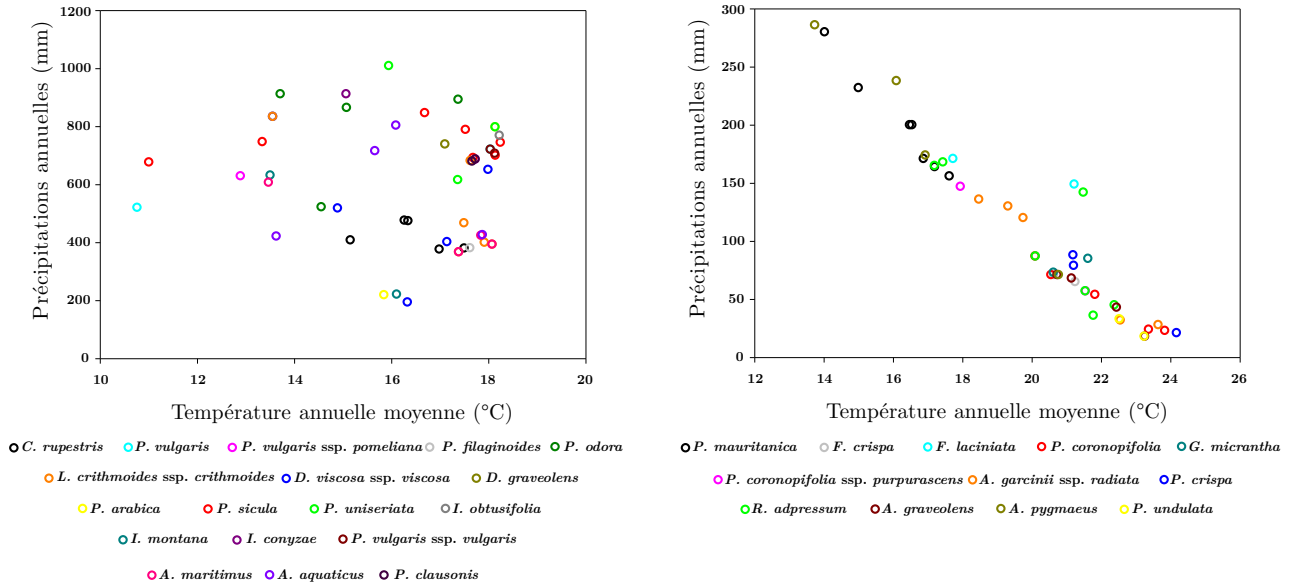 Précipitations annuelles (mm)
1200
1000
800
600
400
200
0
10 12 14 16 18 20
Température annuelle moyenne (°C)
C. rupestris P. vulgaris P. vulgaris ssp. pomeliana P. filaginoides P. odora
L. crithmoides ssp. crithmoides D. viscosa ssp. viscosa D. graveolens
P. arabica P. sicula P. uniseriata I. obtusifolia
I. montana I. conyzae P. vulgaris ssp. vulgaris
A. maritimus A. aquaticus P. clausonis
Précipitations annuelles (mm)
300
250
200
150
100
50
0
12 14 16 18 20 22 24 26
Température annuelle moyenne (°C)
P. mauritanica F. crispa F. laciniata P. coronopifolia G. micrantha
P. coronopifolia ssp. purpurascens A. garcinii ssp. radiata P. crispa
R. adpressum A. graveolens A. pygmaeus P. undulata